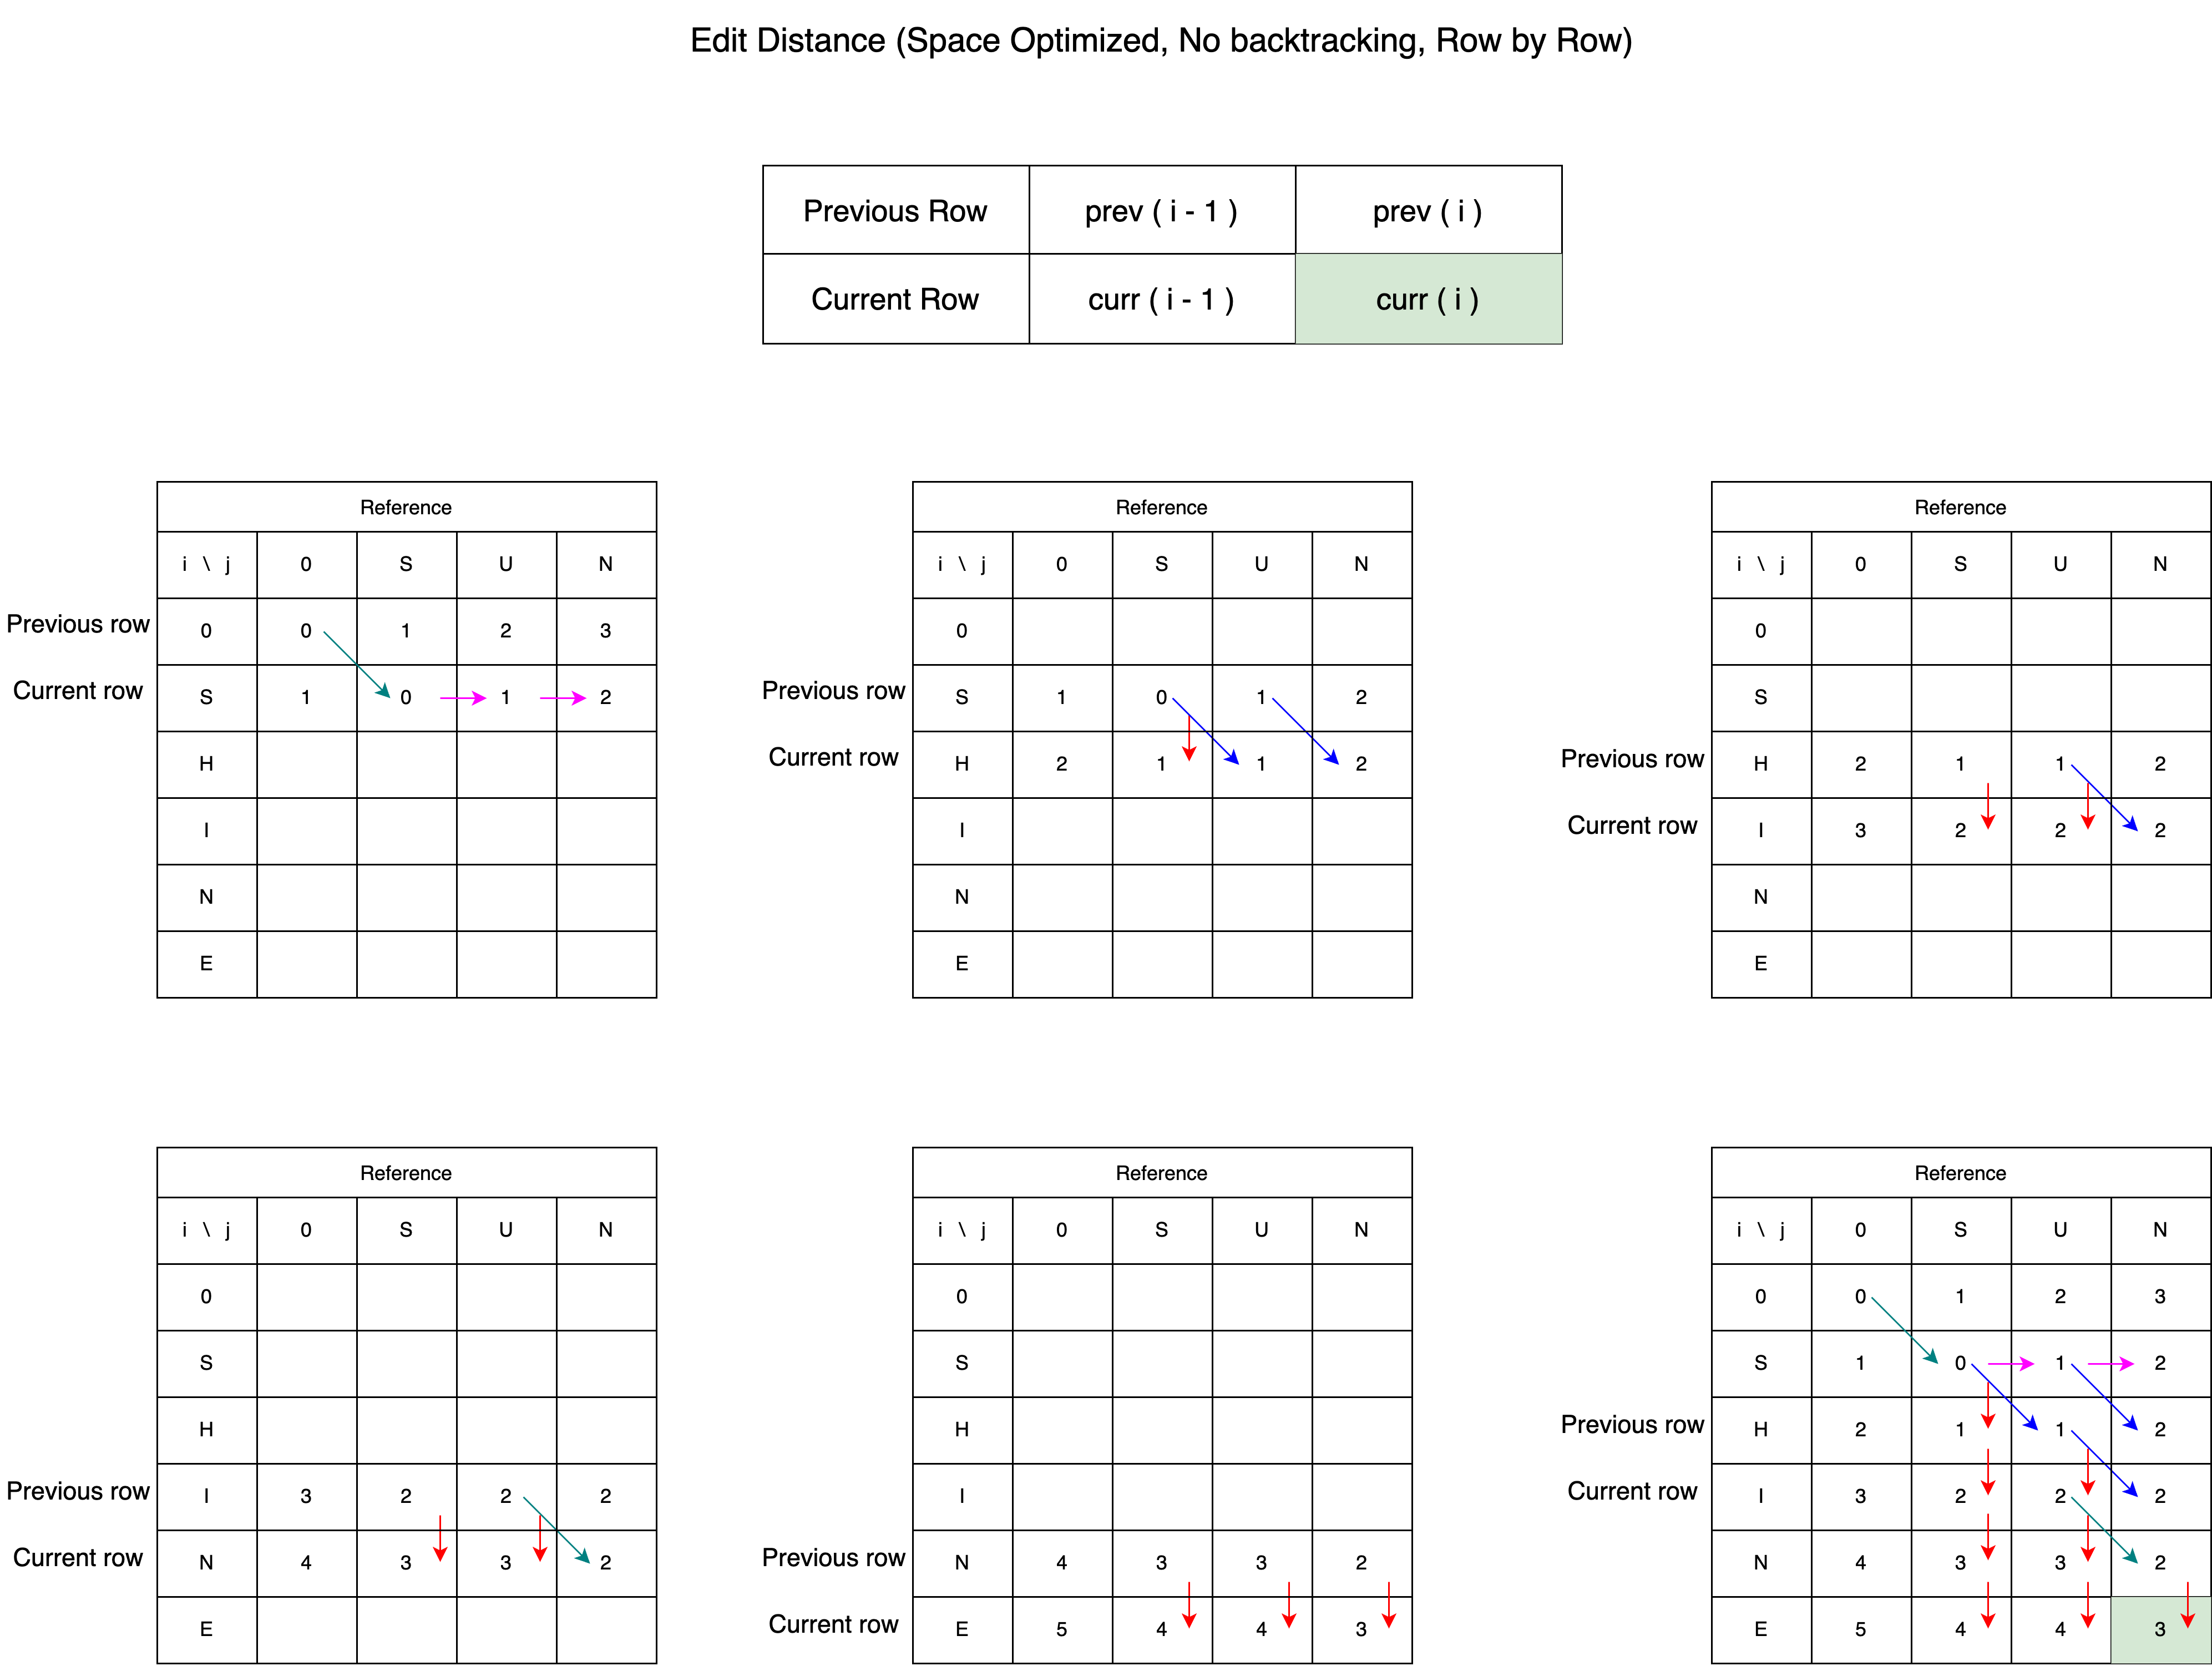 Edit Distance (Space Optimized, No backtracking, Row by Row)
Previous Row prev ( i - 1 ) prev ( i )
Current Row curr ( i - 1 ) curr ( i )
Reference
i \ j 0 S U N
Previous row 0 0 1 2 3
Current row S 1 0 1 2
H
I
N
E
Reference
i \ j 0 S U N
0
Previous row S 1 0 1 2
Current row H 2 1 1 2
I
N
E
Reference
i \ j 0 S U N
0
S
Previous row H 2 1 1 2
Current row I 3 2 2 2
N
E
Reference
i \ j 0 S U N
0
S
H
Previous row I 3 2 2 2
Current row N 4 3 3 2
E
Reference
i \ j 0 S U N
0
S
H
I
Previous row N 4 3 3 2
Current row E 5 4 4 3
Reference
i \ j 0 S U N
0 0 1 2 3
S 1 0 1 2
Previous row H 2 1 1 2
Current row I 3 2 2 2
N 4 3 3 2
E 5 4 4 3